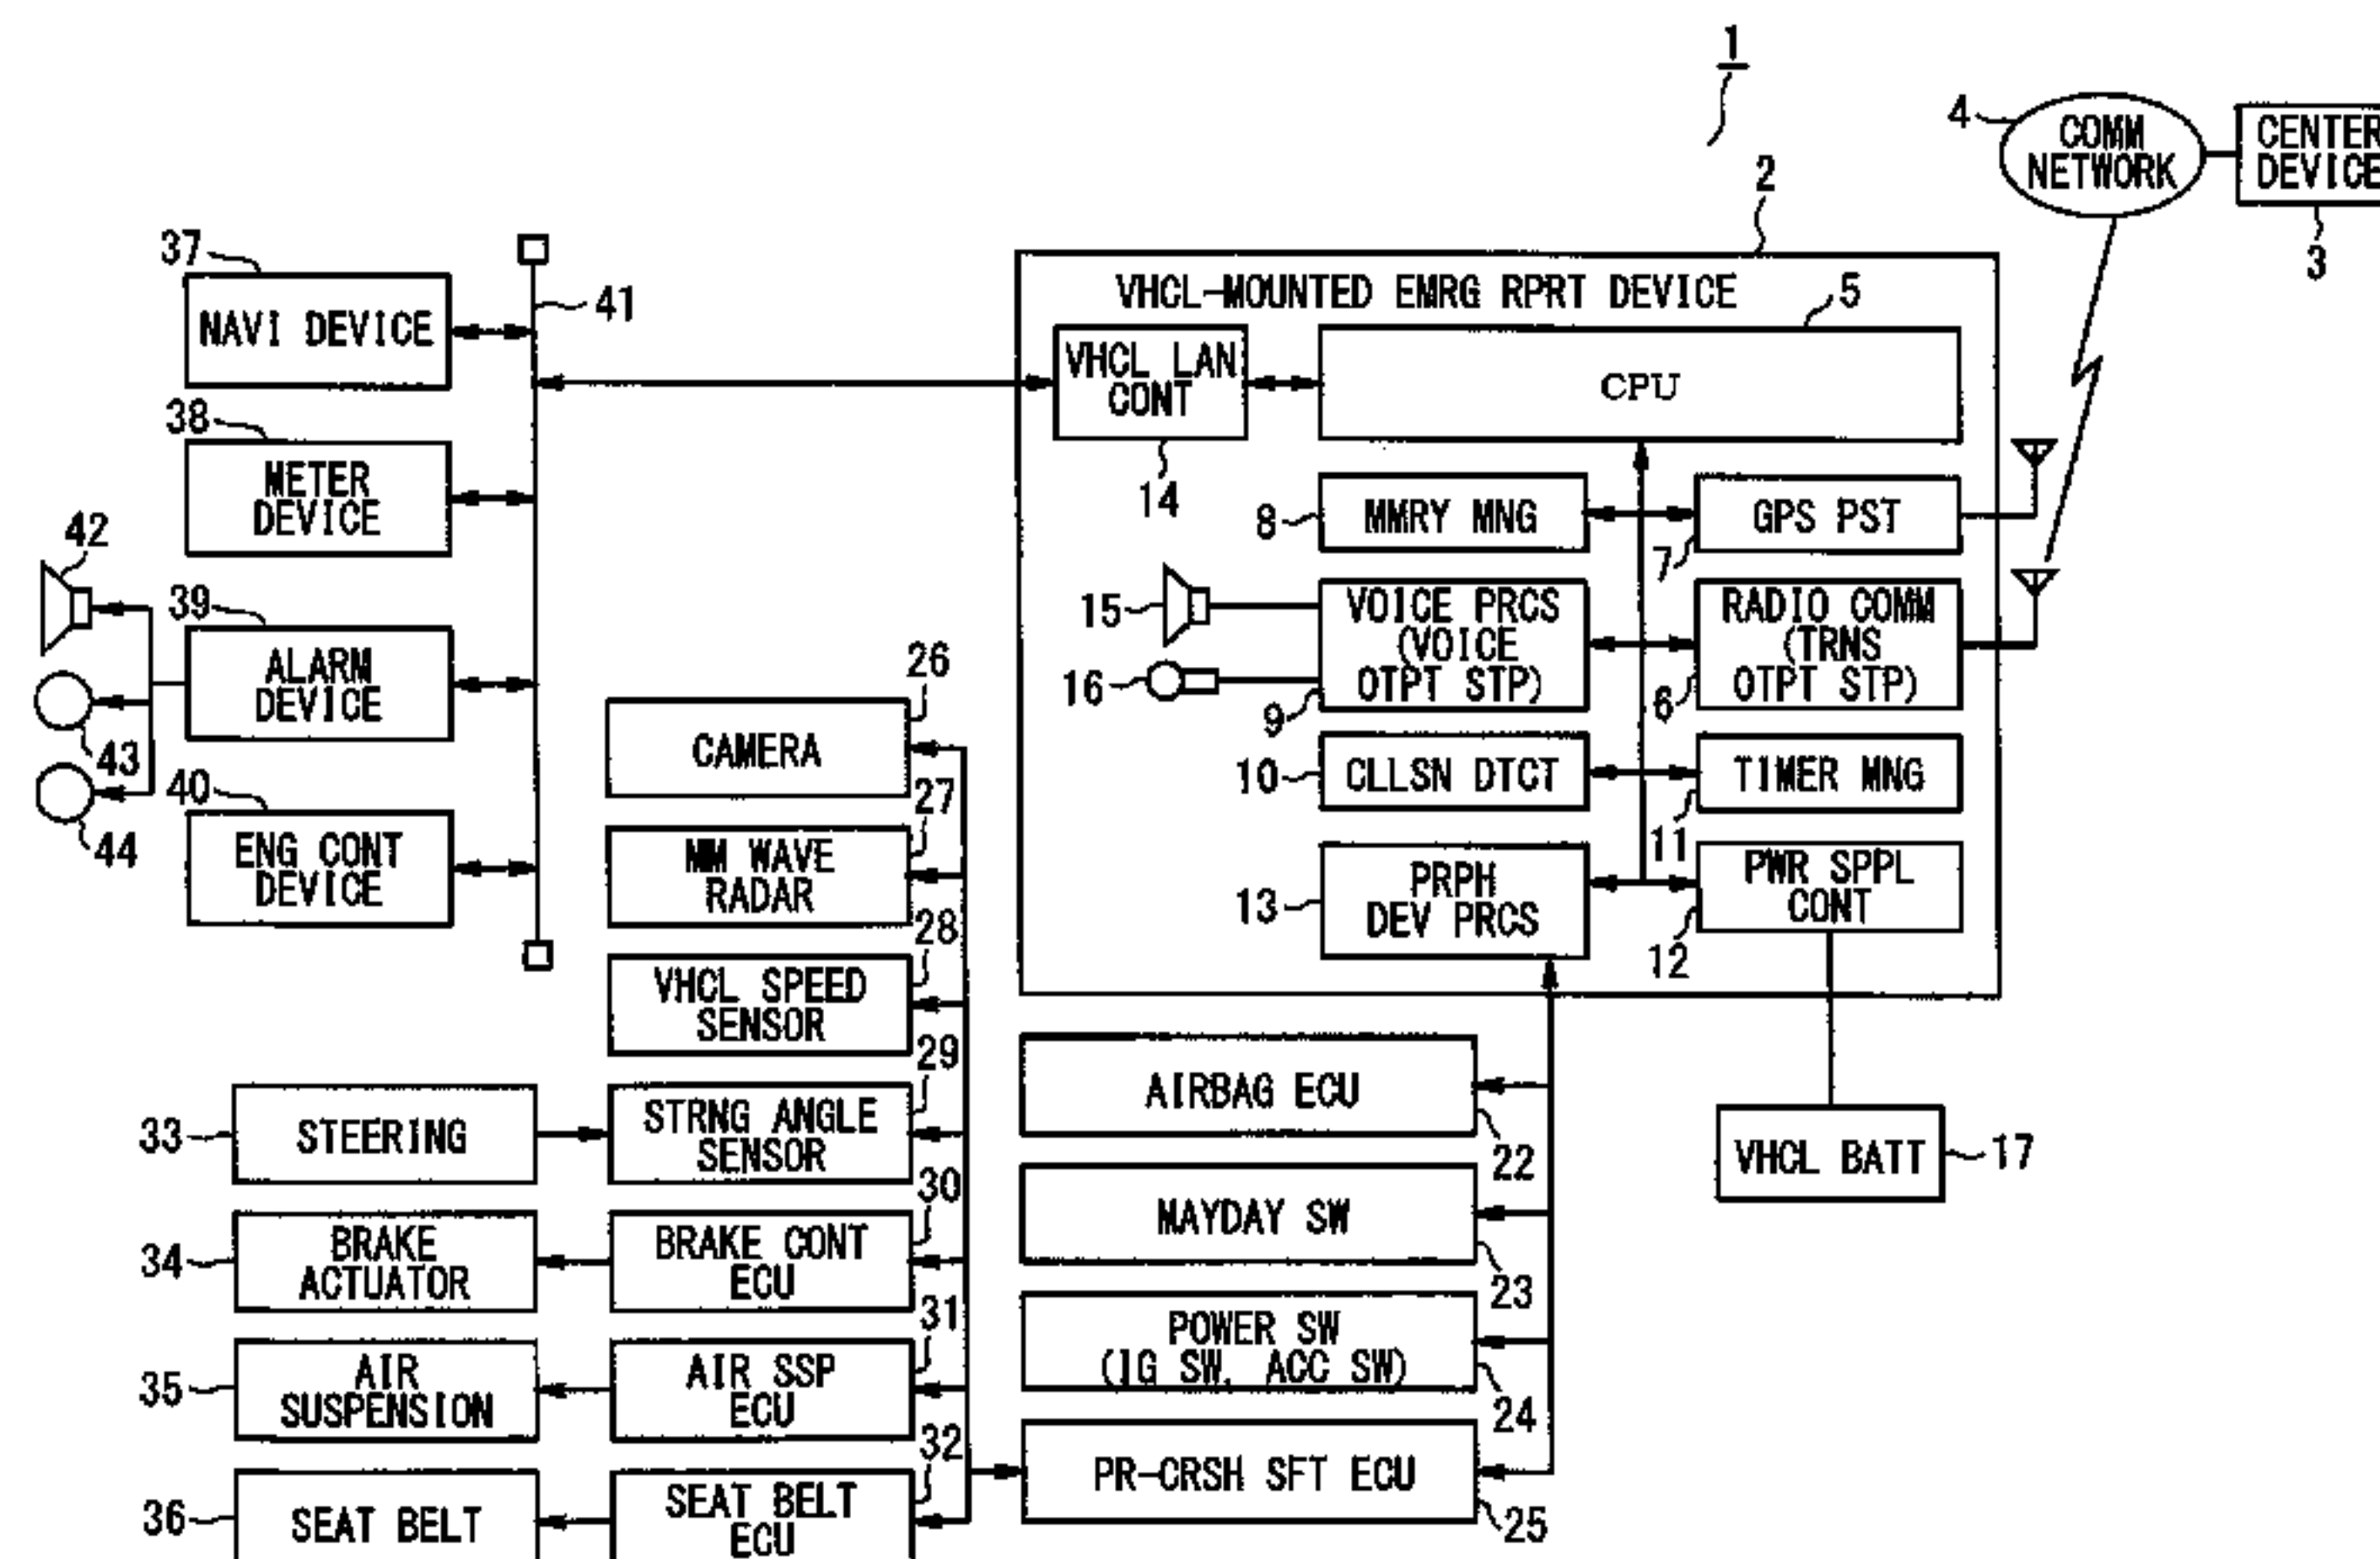 1
4
COMM
NETWORK
CENTER
DEVICE
3
2
VHCL-MOUNTED EMRG RPRT DEVICE
5
VHCL LAN
CONT
14
CPU
8
MMRY MNG
7
GPS PST
15
16
VOICE PRCS
(VOICE
OTPT STP)
9
RADIO COMM
(TRNS
OTPT STP)
6
10
CLLSN DTCT
11
TIMER MNG
13
PRPH
DEV PRCS
12
PWR SPPL
CONT
VHCL BATT
17
37
NAVI DEVICE
41
38
METER
DEVICE
42
39
ALARM
DEVICE
43
44
40
ENG CONT
DEVICE
26
CAMERA
27
MM WAVE
RADAR
28
VHCL SPEED
SENSOR
29
33
STEERING
STRNG ANGLE
SENSOR
30
34
BRAKE
ACTUATOR
BRAKE CONT
ECU
31
35
AIR
SUSPENSION
AIR SSP
ECU
32
36
SEAT BELT
SEAT BELT
ECU
AIRBAG ECU
22
MAYDAY SW
23
POWER SW
(IG SW, ACC SW)
24
PR-CRSH SFT ECU
25